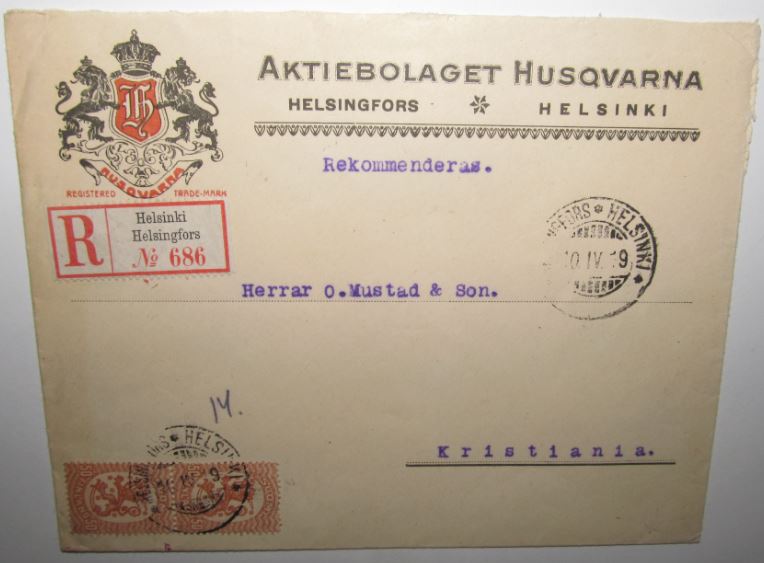 AKTIEBOLAGET HUSQVARNA
HELSINGFORS HELSINKI
H
HUSQVARNA
REGISTERED TRADE-MARK
Rekommenderas.
R
Helsinki
Helsingfors
No 686
GFORS * HELSINKI *
10.IV.19
Herrar O.Mustad & Son.
14.
Kristiania.
HELSINKI